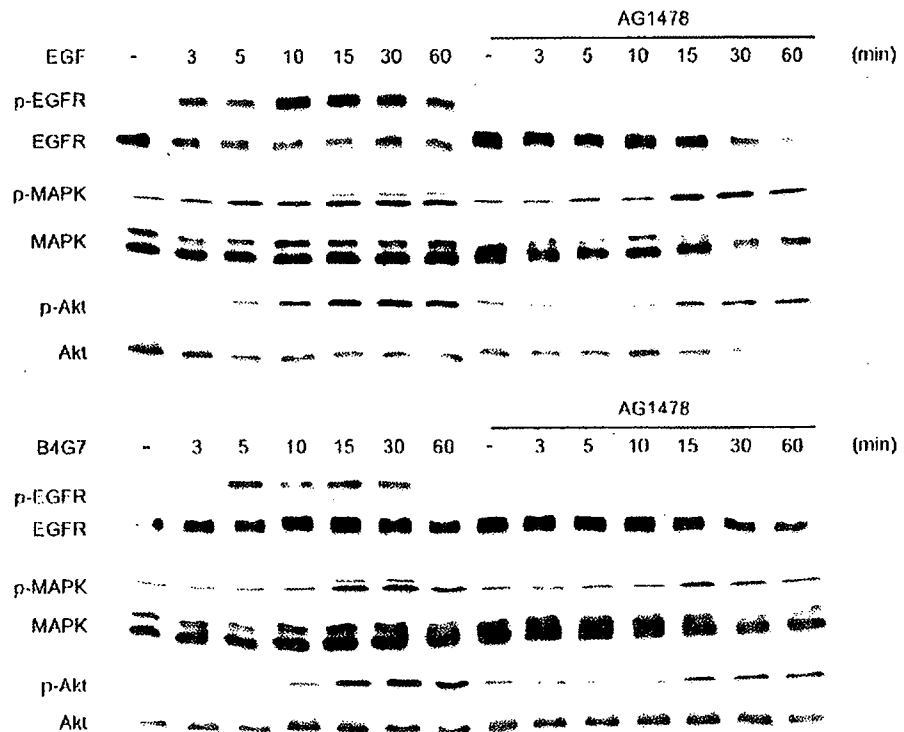 AG1478
EGF - 3 5 10 15 30 60 - 3 5 10 15 30 60 (min)
p-EGFR
EGFR
p-MAPK
MAPK
p-Akt
Akt
AG1478
B4G7 - 3 5 10 15 30 60 - 3 5 10 15 30 60 (min)
p-EGFR
EGFR
p-MAPK
MAPK
p-Akt
Akt